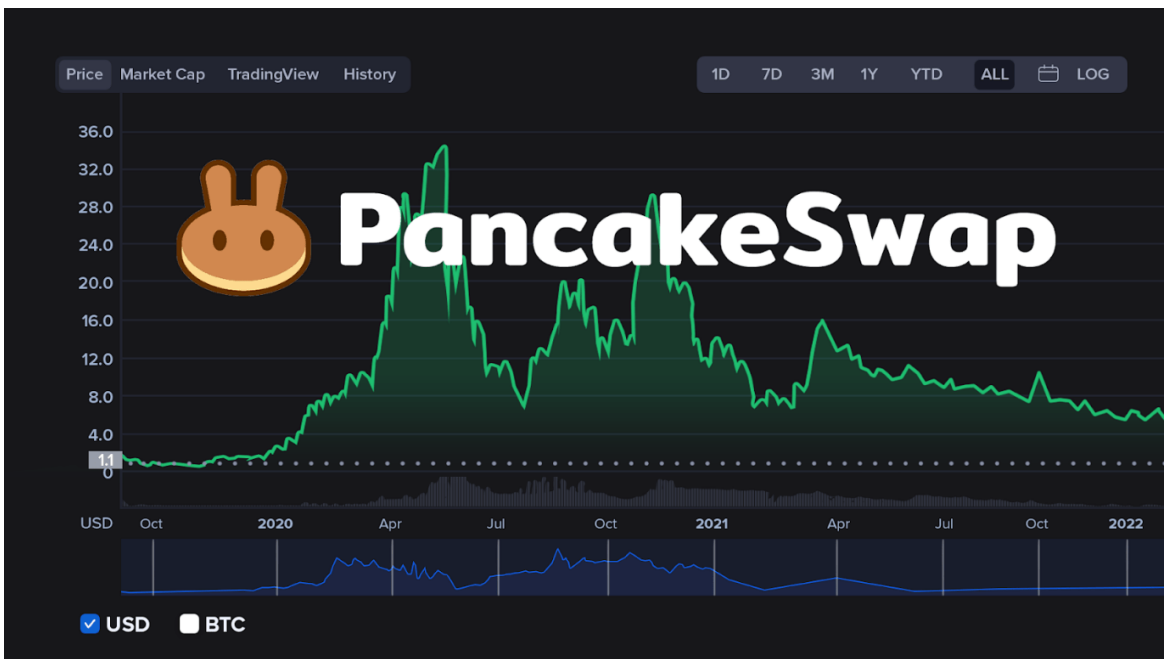 Price Market Cap TradingView History 1D 7D 3M 1Y YTD ALL LOG
36.0
32.0
28.0
PancakeSwap
24.0
20.0
16.0
12.0
8.0
4.0
1.1
0
USD Oct 2020 Apr Jul Oct 2021 Apr Jul Oct 2022
USD BTC